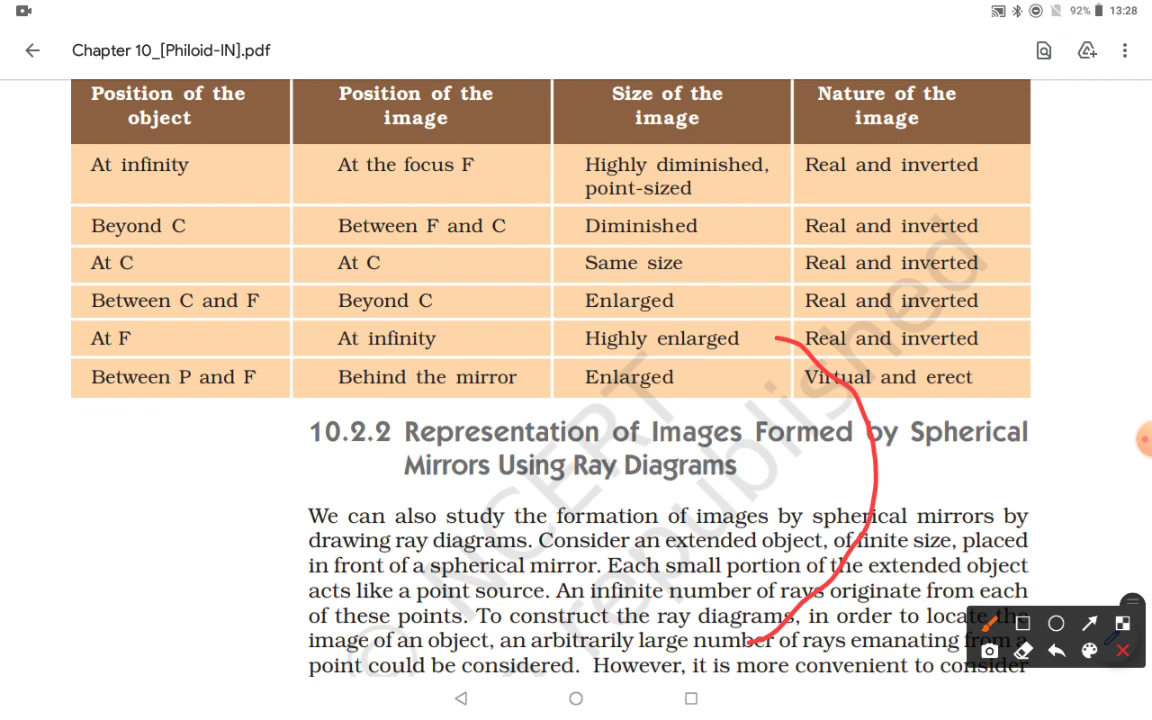 92% 13:28
Chapter 10_[Philoid-IN].pdf
Position of the object | Position of the image | Size of the image | Nature of the image
At infinity | At the focus F | Highly diminished, point-sized | Real and inverted
Beyond C | Between F and C | Diminished | Real and inverted
At C | At C | Same size | Real and inverted
Between C and F | Beyond C | Enlarged | Real and inverted
At F | At infinity | Highly enlarged | Real and inverted
Between P and F | Behind the mirror | Enlarged | Virtual and erect
10.2.2 Representation of Images Formed by Spherical
Mirrors Using Ray Diagrams
We can also study the formation of images by spherical mirrors by
drawing ray diagrams. Consider an extended object, of finite size, placed
in front of a spherical mirror. Each small portion of the extended object
acts like a point source. An infinite number of rays originate from each
of these points. To construct the ray diagrams, in order to locate the
image of an object, an arbitrarily large number of rays emanating from a
point could be considered. However, it is more convenient to consider
© NCERT
republished